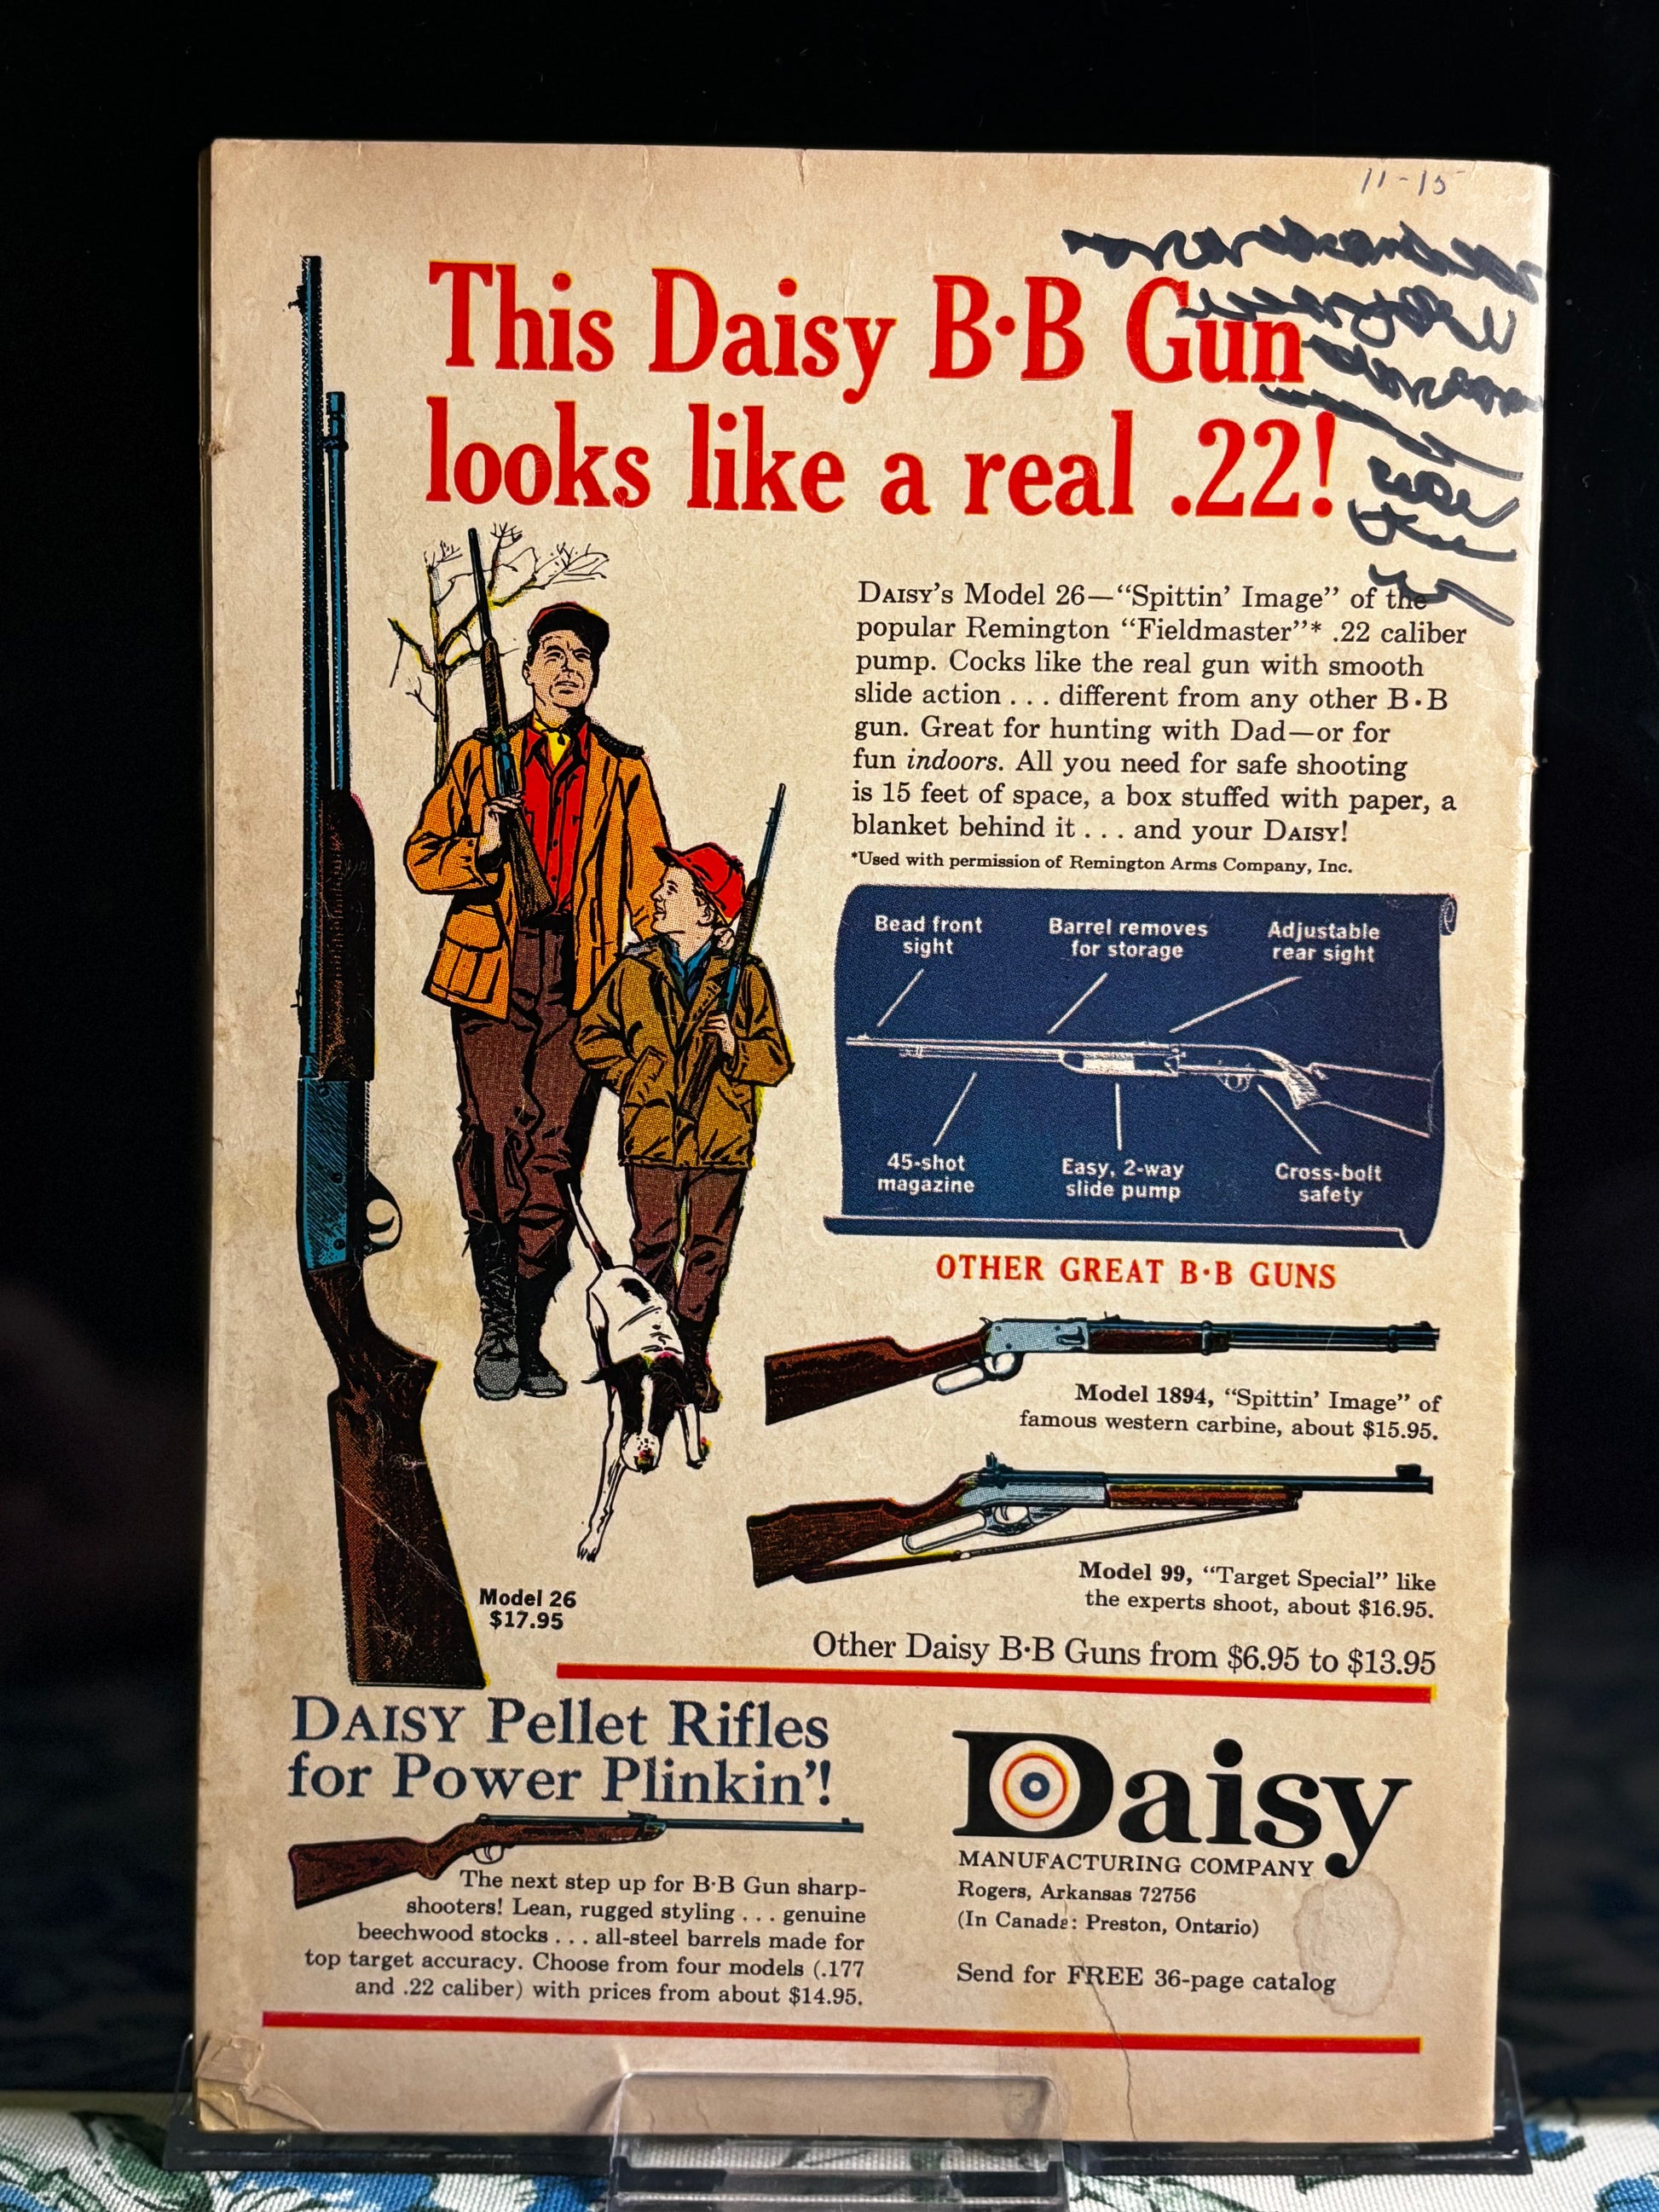 11-15
This Daisy B·B Gun
looks like a real .22!
DAISY's Model 26—“Spittin’ Image” of the
popular Remington “Fieldmaster”* .22 caliber
pump. Cocks like the real gun with smooth
slide action . . . different from any other B·B
gun. Great for hunting with Dad—or for
fun indoors. All you need for safe shooting
is 15 feet of space, a box stuffed with paper, a
blanket behind it . . . and your DAISY!
*Used with permission of Remington Arms Company, Inc.
Bead front
sight
Barrel removes
for storage
Adjustable
rear sight
45-shot
magazine
Easy, 2-way
slide pump
Cross-bolt
safety
OTHER GREAT B·B GUNS
Model 1894, “Spittin’ Image” of
famous western carbine, about $15.95.
Model 99, “Target Special” like
the experts shoot, about $16.95.
Model 26
$17.95
Other Daisy B·B Guns from $6.95 to $13.95
DAISY Pellet Rifles
for Power Plinkin’!
The next step up for B·B Gun sharp-
shooters! Lean, rugged styling . . . genuine
beechwood stocks . . . all-steel barrels made for
top target accuracy. Choose from four models (.177
and .22 caliber) with prices from about $14.95.
Daisy
MANUFACTURING COMPANY
Rogers, Arkansas 72756
(In Canada: Preston, Ontario)
Send for FREE 36-page catalog